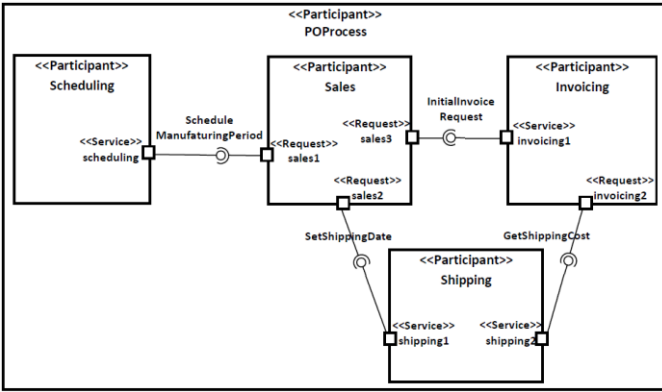 <<Participant>>
POProcess
<<Participant>>
Scheduling
<<Participant>>
Sales
<<Participant>>
Invoicing
Schedule
ManufaturingPeriod
InitialInvoice
Request
<<Service>>
scheduling
<<Request>>
sales1
<<Request>>
sales3
<<Service>>
invoicing1
<<Request>>
sales2
<<Request>>
invoicing2
SetShippingDate
GetShippingCost
<<Participant>>
Shipping
<<Service>>
shipping1
<<Service>>
shipping2